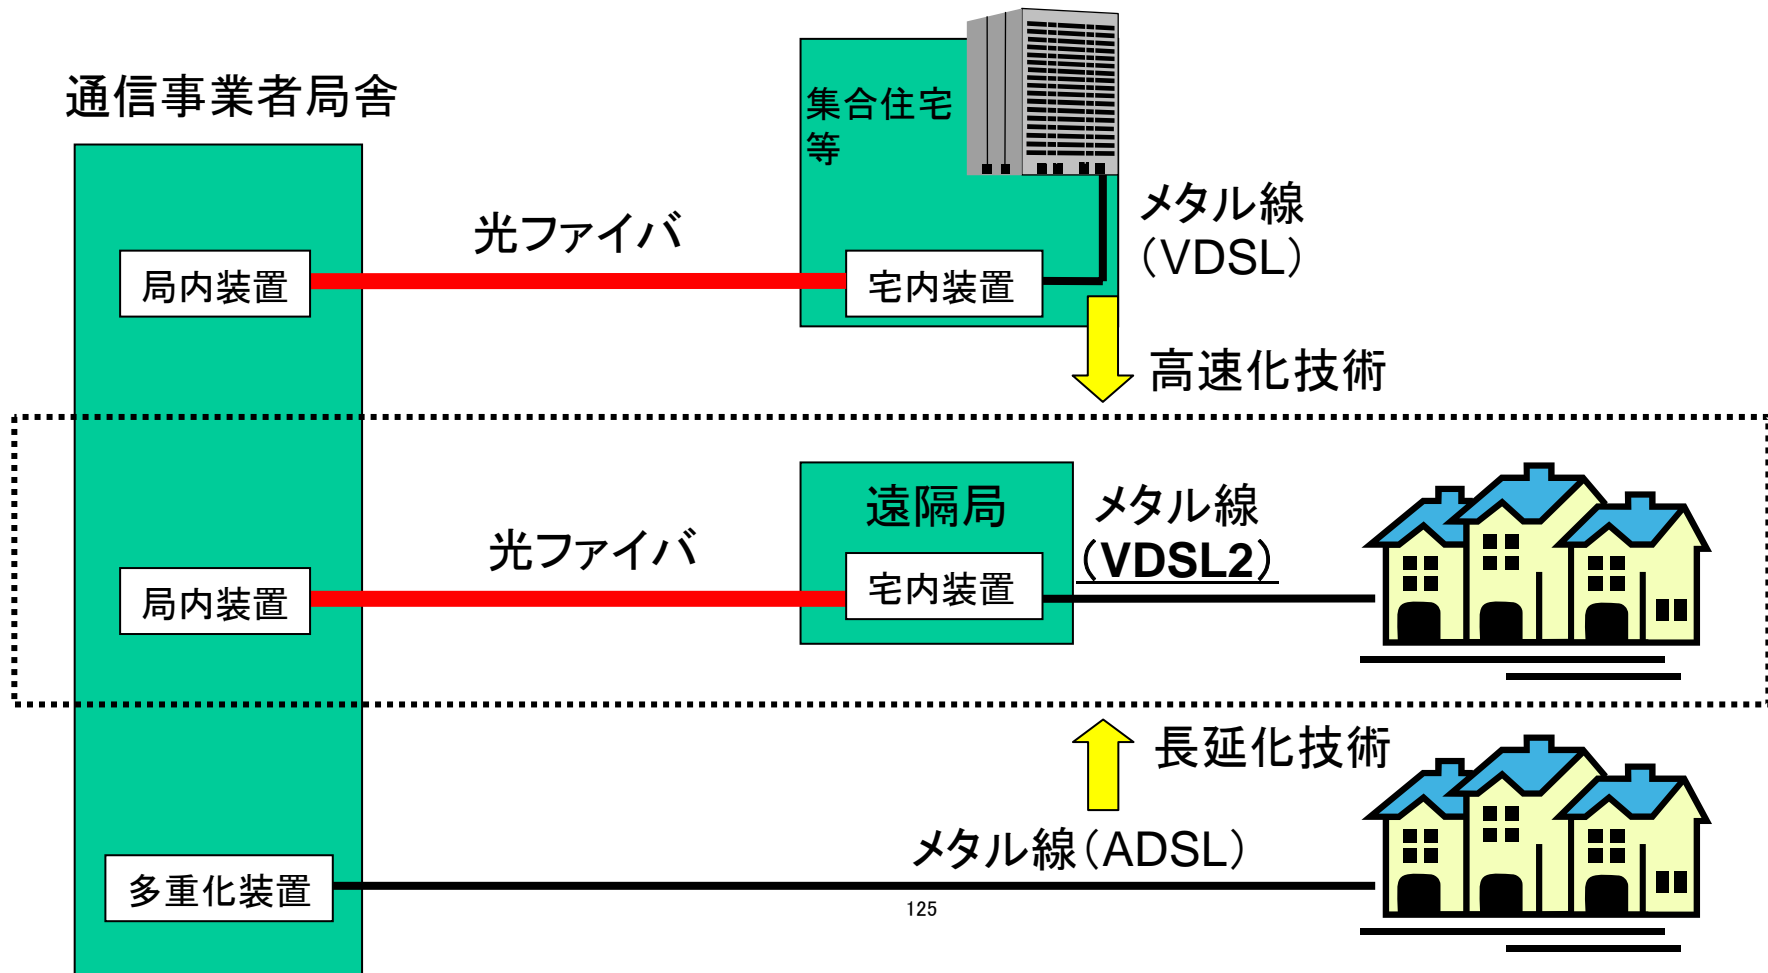 通信事業者局舎
集合住宅
等
メタル線
（VDSL）
光ファイバ
局内装置
宅内装置
高速化技術
遠隔局
メタル線
（VDSL2）
光ファイバ
局内装置
宅内装置
長延化技術
メタル線（ADSL）
多重化装置
125